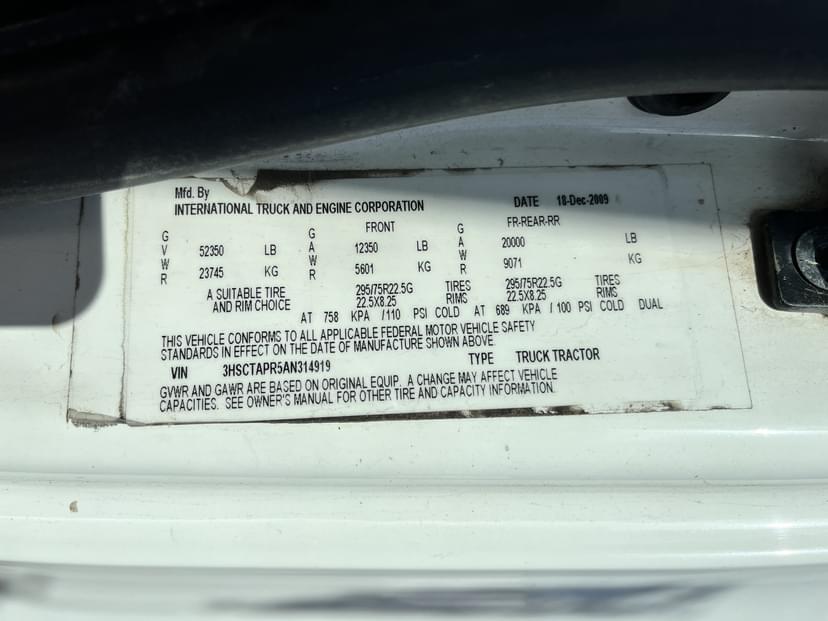 Mfd. By
INTERNATIONAL TRUCK AND ENGINE CORPORATION DATE 18-Dec-2009
GVWR 52350 LB 23745 KG
GAWR FRONT 12350 LB 5601 KG
GAWR FR-REAR-RR 20000 LB 9071 KG
A SUITABLE TIRE 295/75R22.5G TIRES 295/75R22.5G TIRES
AND RIM CHOICE 22.5X8.25 RIMS 22.5X8.25 RIMS
AT 758 KPA /110 PSI COLD AT 689 KPA /100 PSI COLD DUAL
THIS VEHICLE CONFORMS TO ALL APPLICABLE FEDERAL MOTOR VEHICLE SAFETY
STANDARDS IN EFFECT ON THE DATE OF MANUFACTURE SHOWN ABOVE
VIN 3HSCTAPR5AN314919 TYPE TRUCK TRACTOR
GVWR AND GAWR ARE BASED ON ORIGINAL EQUIP. A CHANGE MAY AFFECT VEHICLE
CAPACITIES. SEE OWNER'S MANUAL FOR OTHER TIRE AND CAPACITY INFORMATION.